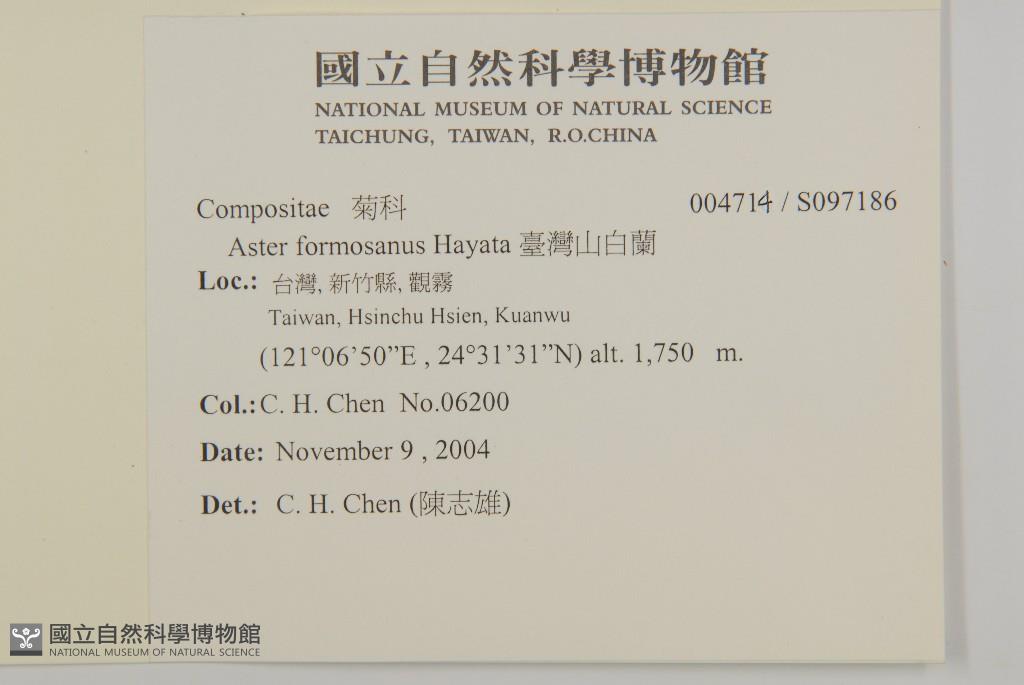 國立自然科學博物館
NATIONAL MUSEUM OF NATURAL SCIENCE
TAICHUNG, TAIWAN, R.O.CHINA
Compositae 菊科 004714 / S097186
Aster formosanus Hayata 臺灣山白蘭
Loc.: 台灣, 新竹縣, 觀霧
Taiwan, Hsinchu Hsien, Kuanwu
(121°06’50”E , 24°31’31”N) alt. 1,750 m.
Col.: C. H. Chen No.06200
Date: November 9 , 2004
Det.: C. H. Chen (陳志雄)
國立自然科學博物館
NATIONAL MUSEUM OF NATURAL SCIENCE